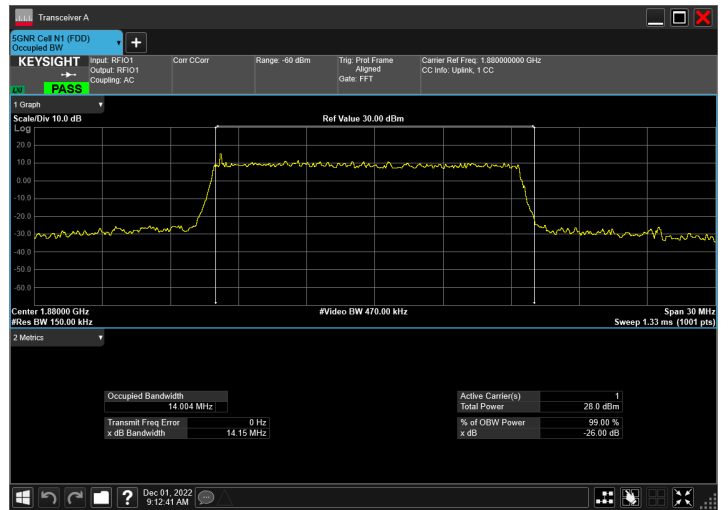 Transceiver A
5GNR Cell N1 (FDD)
Occupied BW
KEYSIGHT
Input: RFIO1
Output: RFIO1
Coupling: AC
Corr CCorr
Range: -60 dBm
Trig: Prot Frame
Aligned
Gate: FFT
Carrier Ref Freq: 1.880000000 GHz
CC Info: Uplink, 1 CC
LXI
PASS
1 Graph
Scale/Div 10.0 dB
Ref Value 30.00 dBm
Log
20.0
10.0
0.00
-10.0
-20.0
-30.0
-40.0
-50.0
-60.0
Center 1.88000 GHz
#Video BW 470.00 kHz
Span 30 MHz
#Res BW 150.00 kHz
Sweep 1.33 ms (1001 pts)
2 Metrics
Occupied Bandwidth
14.004 MHz
Transmit Freq Error 0 Hz
x dB Bandwidth 14.15 MHz
Active Carrier(s) 1
Total Power 28.0 dBm
% of OBW Power 99.00 %
x dB -26.00 dB
Dec 01, 2022
9:12:41 AM